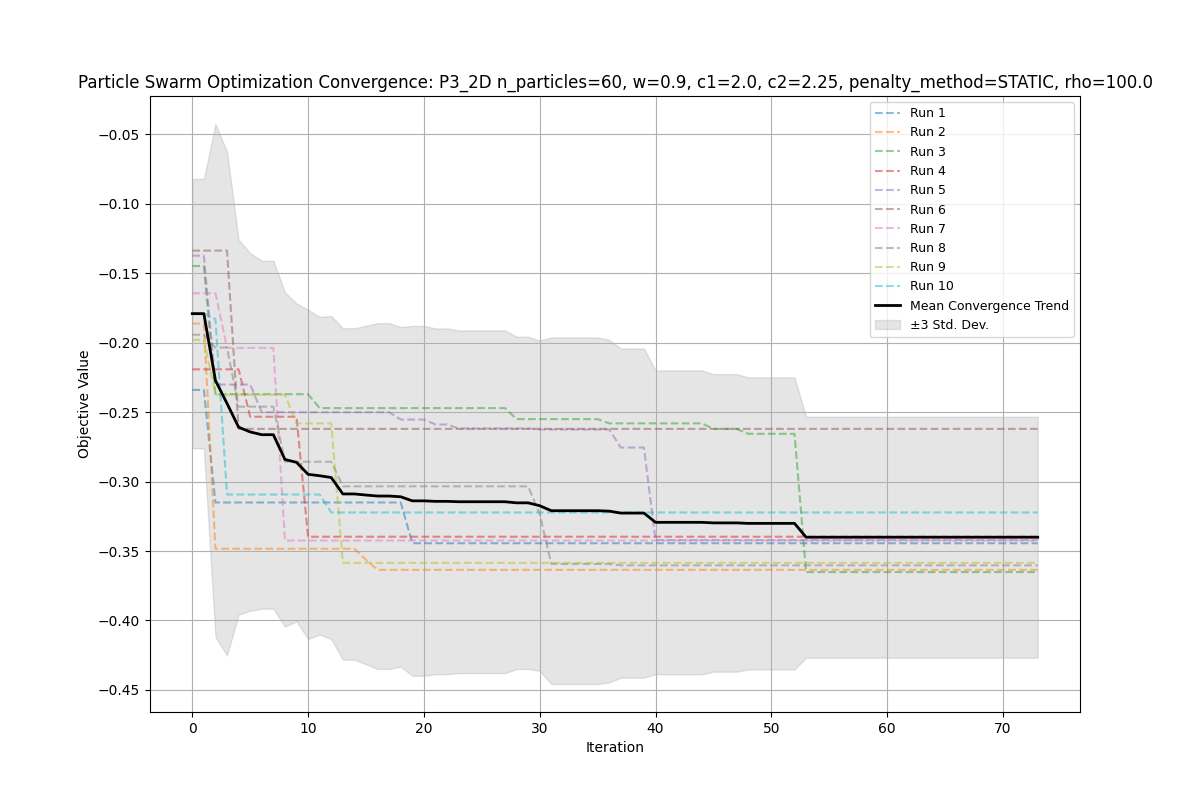 Particle Swarm Optimization Convergence: P3_2D n_particles=60, w=0.9, c1=2.0, c2=2.25, penalty_method=STATIC, rho=100.0
Objective Value
−0.05
−0.10
−0.15
−0.20
−0.25
−0.30
−0.35
−0.40
−0.45
Run 1
Run 2
Run 3
Run 4
Run 5
Run 6
Run 7
Run 8
Run 9
Run 10
Mean Convergence Trend
±3 Std. Dev.
0 10 20 30 40 50 60 70
Iteration